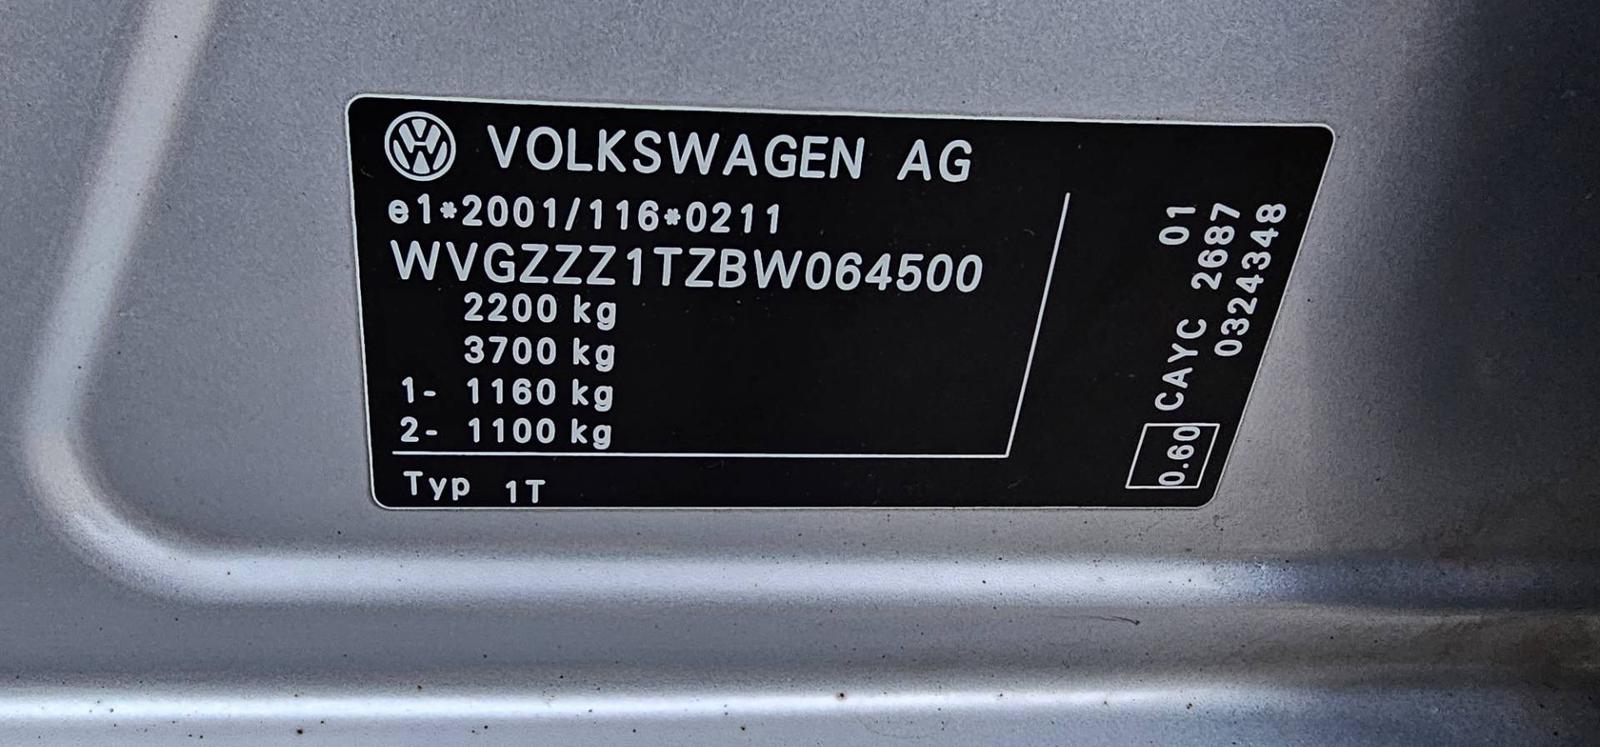 VOLKSWAGEN AG
e1*2001/116*0211
WVGZZZ1TZBW064500
2200 kg
3700 kg
1- 1160 kg
2- 1100 kg
Typ 1T
0.60 CAYC 2687 01
0324348